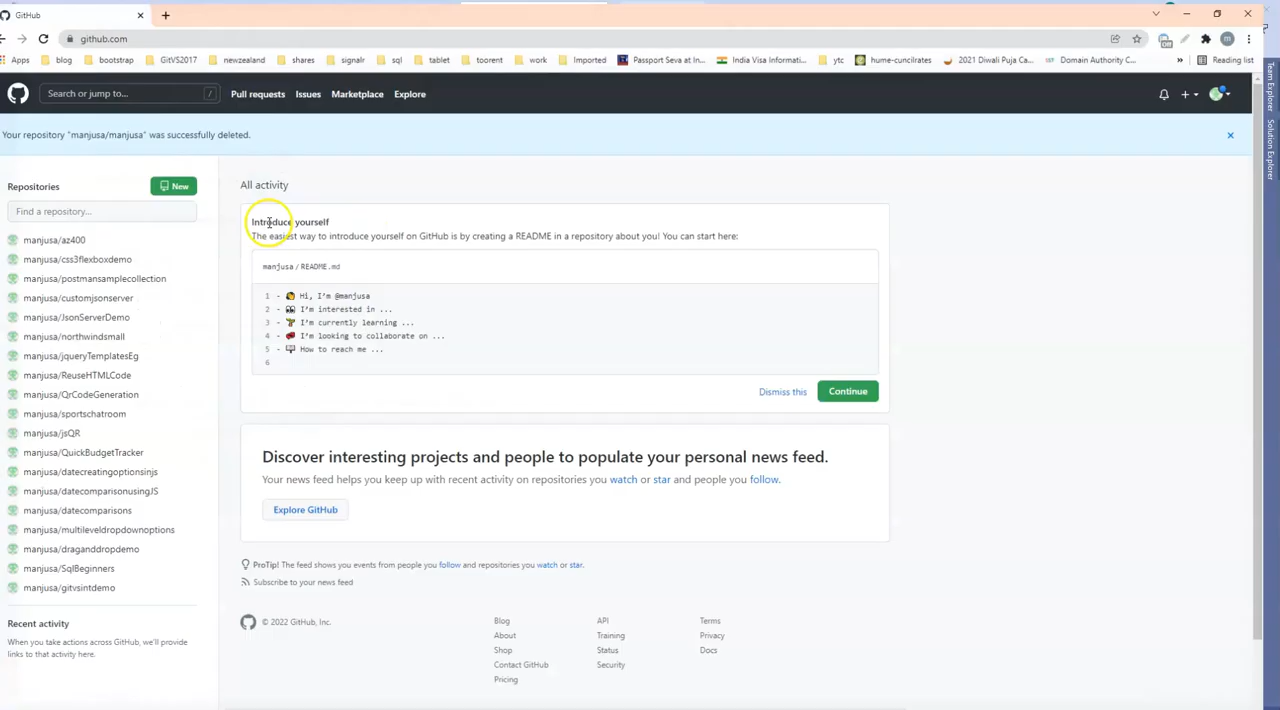 GitHub
github.com
Apps blog bootstrap GitVS2017 newzealand shares signalr sql tablet toorent work Imported Passport Seva at In... India Visa Informati... ytc hume-cuncilrates 2021 Diwali Puja Ca... Domain Authority C... » Reading list
Search or jump to... / Pull requests Issues Marketplace Explore
Your repository "manjusa/manjusa" was successfully deleted.
Repositories New
Find a repository...
manjusa/az400
manjusa/css3flexboxdemo
manjusa/postmansamplecollection
manjusa/customjsonserver
manjusa/JsonServerDemo
manjusa/northwindsmall
manjusa/jqueryTemplatesEg
manjusa/ReuseHTMLCode
manjusa/QrCodeGeneration
manjusa/sportschatroom
manjusa/jsQR
manjusa/QuickBudgetTracker
manjusa/datecreatingoptionsinjs
manjusa/datecomparisonusingJS
manjusa/datecomparisons
manjusa/multileveldropdownoptions
manjusa/draganddropdemo
manjusa/SqlBeginners
manjusa/gitvsintdemo
Recent activity
When you take actions across GitHub, we'll provide
links to that activity here.
All activity
Introduce yourself
The easiest way to introduce yourself on GitHub is by creating a README in a repository about you! You can start here:
manjusa / README.md
1 - 👋 Hi, I'm @manjusa
2 - 👀 I'm interested in ...
3 - 🌱 I'm currently learning ...
4 - 💞️ I'm looking to collaborate on ...
5 - 📫 How to reach me ...
6
Dismiss this Continue
Discover interesting projects and people to populate your personal news feed.
Your news feed helps you keep up with recent activity on repositories you watch or star and people you follow.
Explore GitHub
ProTip! The feed shows you events from people you follow and repositories you watch or star.
Subscribe to your news feed
© 2022 GitHub, Inc.
Blog
About
Shop
Contact GitHub
Pricing
API
Training
Status
Security
Terms
Privacy
Docs
Team Explorer
Solution Explorer